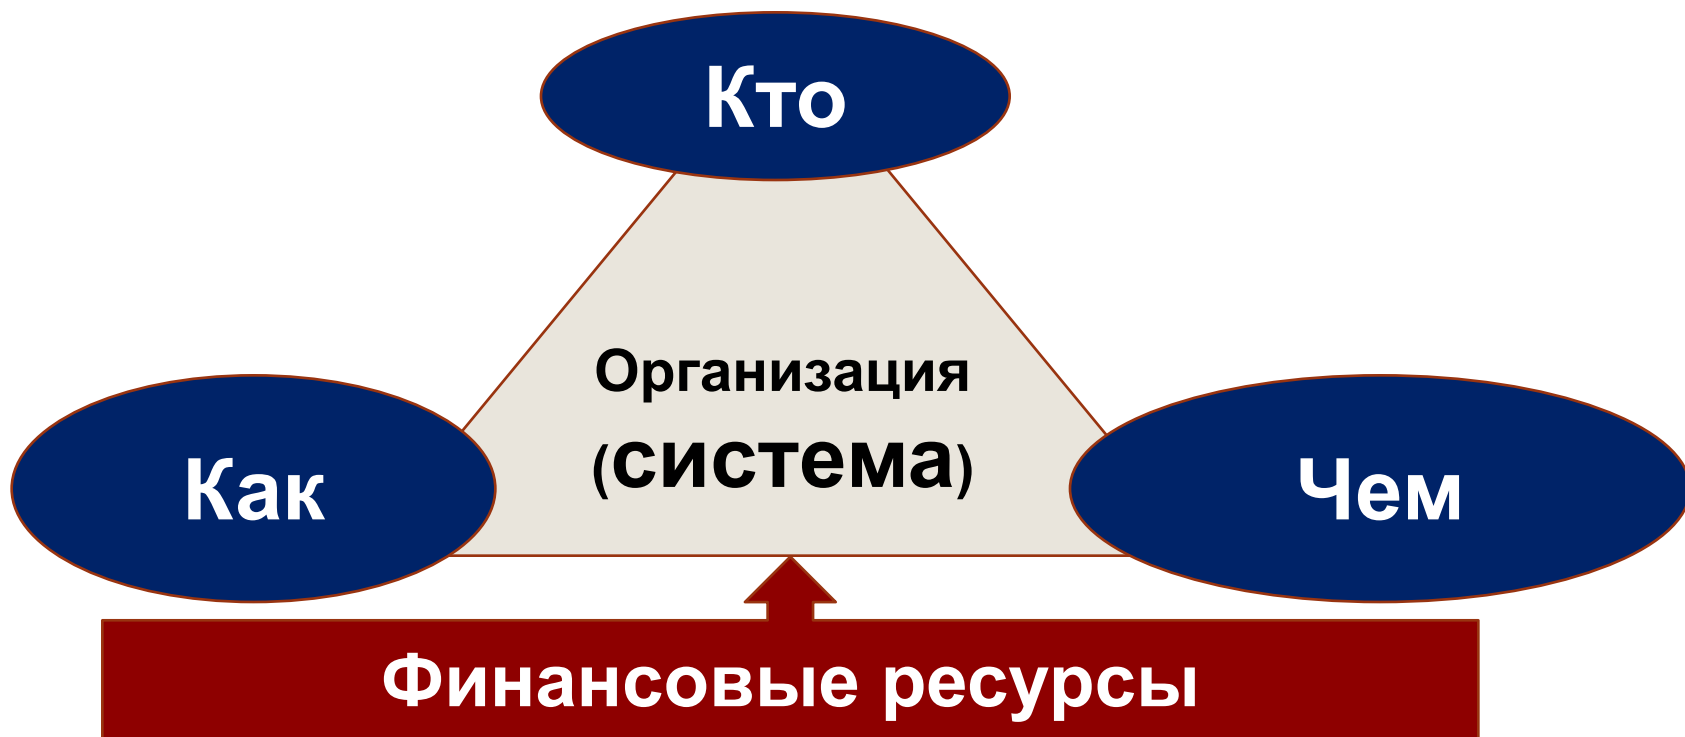 Кто
Организация
(система)
Как
Чем
Финансовые ресурсы